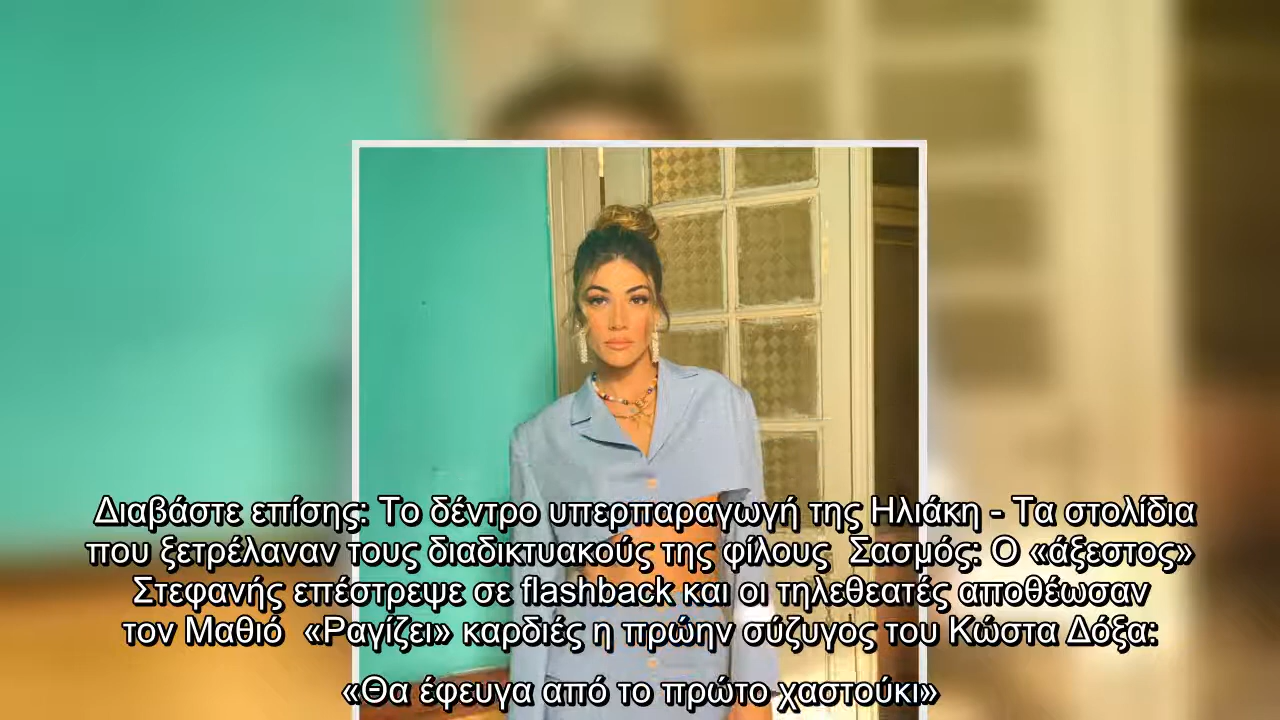 Διαβάστε επίσης: Το δέντρο υπερπαραγωγή της Ηλιάκη - Τα στολίδια
που ξετρέλαναν τους διαδικτυακούς της φίλους  Σασμός: Ο «άξεστος»
Στεφανής επέστρεψε σε flashback και οι τηλεθεατές αποθέωσαν
τον Μαθιό  «Ραγίζει» καρδιές η πρώην σύζυγος του Κώστα Δόξα:
«Θα έφευγα από το πρώτο χαστούκι»